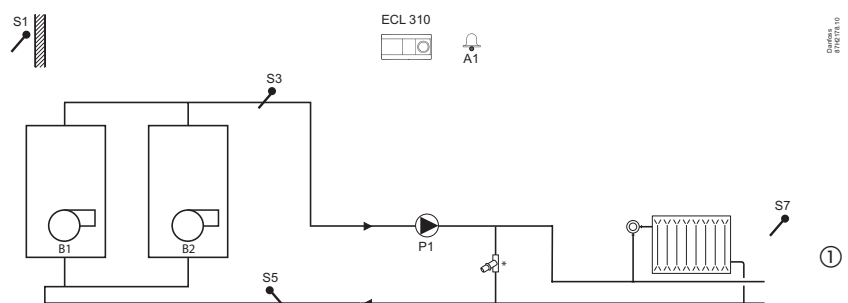 S1
ECL 310
A1
Danfoss
87H2178.10
S3
B1
B2
P1
*
S7
①
S5